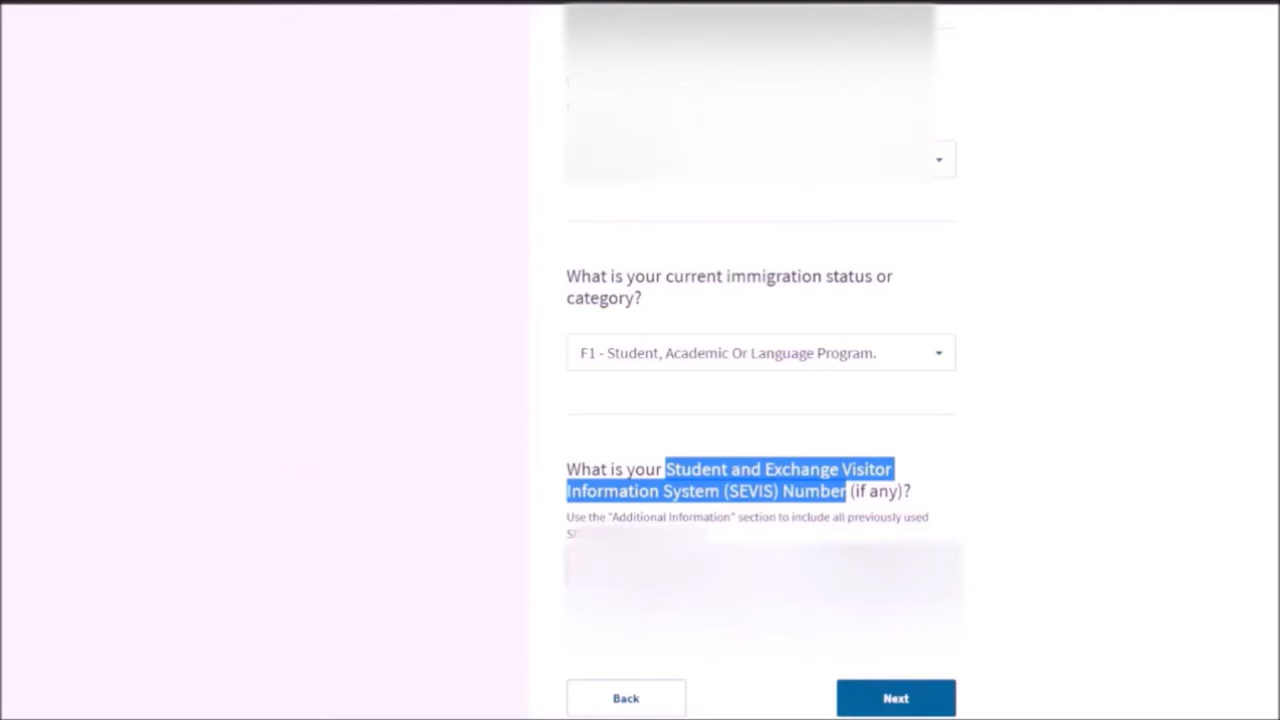 What is your current immigration status or
category?
F1 - Student, Academic Or Language Program.
What is your Student and Exchange Visitor
Information System (SEVIS) Number (if any)?
Use the "Additional Information" section to include all previously used
Back
Next